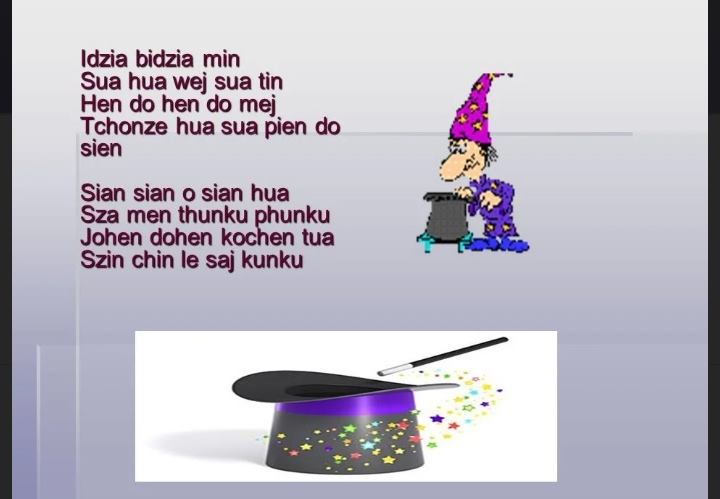 Idzia bidzia min
Sua hua wej sua tin
Hen do hen do mej
Tchonze hua sua pien do
sien
Sian sian o sian hua
Sza men thunku phunku
Johen dohen kochen tua
Szin chin le saj kunku